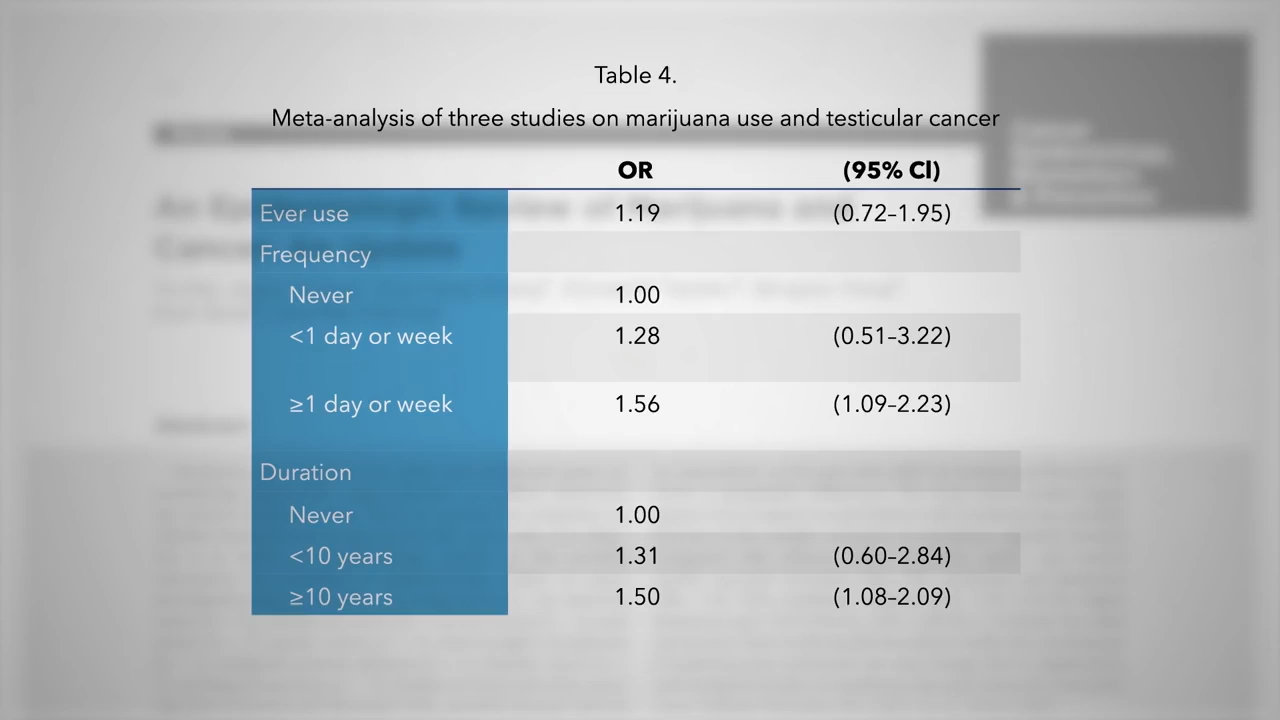 Table 4.
Meta-analysis of three studies on marijuana use and testicular cancer
OR (95% Cl)
Ever use 1.19 (0.72–1.95)
Frequency
Never 1.00
<1 day or week 1.28 (0.51–3.22)
≥1 day or week 1.56 (1.09–2.23)
Duration
Never 1.00
<10 years 1.31 (0.60–2.84)
≥10 years 1.50 (1.08–2.09)